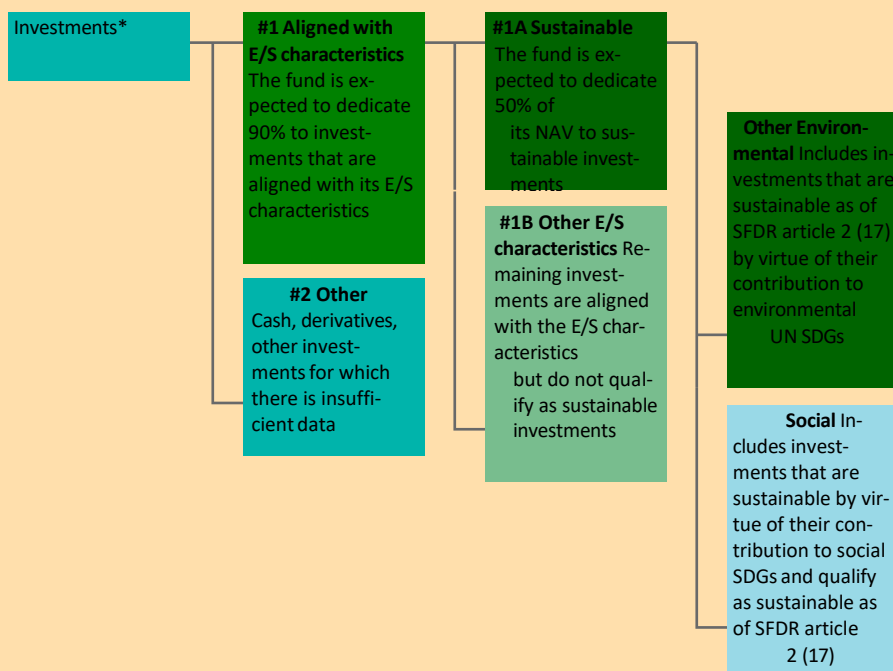 Investments*
#1 Aligned with
E/S characteristics
The fund is ex-
pected to dedicate
90% to invest-
ments that are
aligned with its E/S
characteristics
#2 Other
Cash, derivatives,
other invest-
ments for which
there is insuffi-
cient data
#1A Sustainable
The fund is ex-
pected to dedicate
50% of
its NAV to sus-
tainable invest-
ments
#1B Other E/S
characteristics Re-
maining invest-
ments are aligned
with the E/S char-
acteristics
but do not qual-
ify as sustainable
investments
Other Environ-
mental Includes in-
vestments that are
sustainable as of
SFDR article 2 (17)
by virtue of their
contribution to
environmental
UN SDGs
Social In-
cludes invest-
ments that are
sustainable by vir-
tue of their con-
tribution to social
SDGs and qualify
as sustainable as
of SFDR article
2 (17)